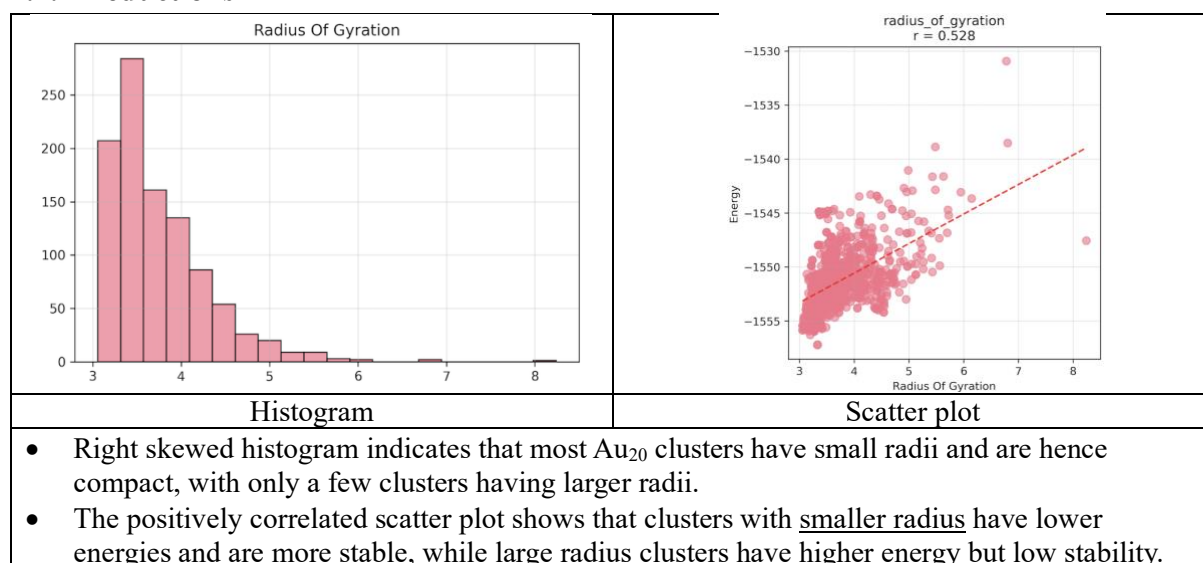 Radius Of Gyration
250
200
150
100
50
0
3 4 5 6 7 8
radius_of_gyration
r = 0.528
−1530
−1535
−1540
−1545
−1550
−1555
Energy
3 4 5 6 7 8
Radius Of Gyration
Histogram
Scatter plot
• Right skewed histogram indicates that most Au₂₀ clusters have small radii and are hence
compact, with only a few clusters having larger radii.
• The positively correlated scatter plot shows that clusters with smaller radius have lower
energies and are more stable, while large radius clusters have higher energy but low stability.